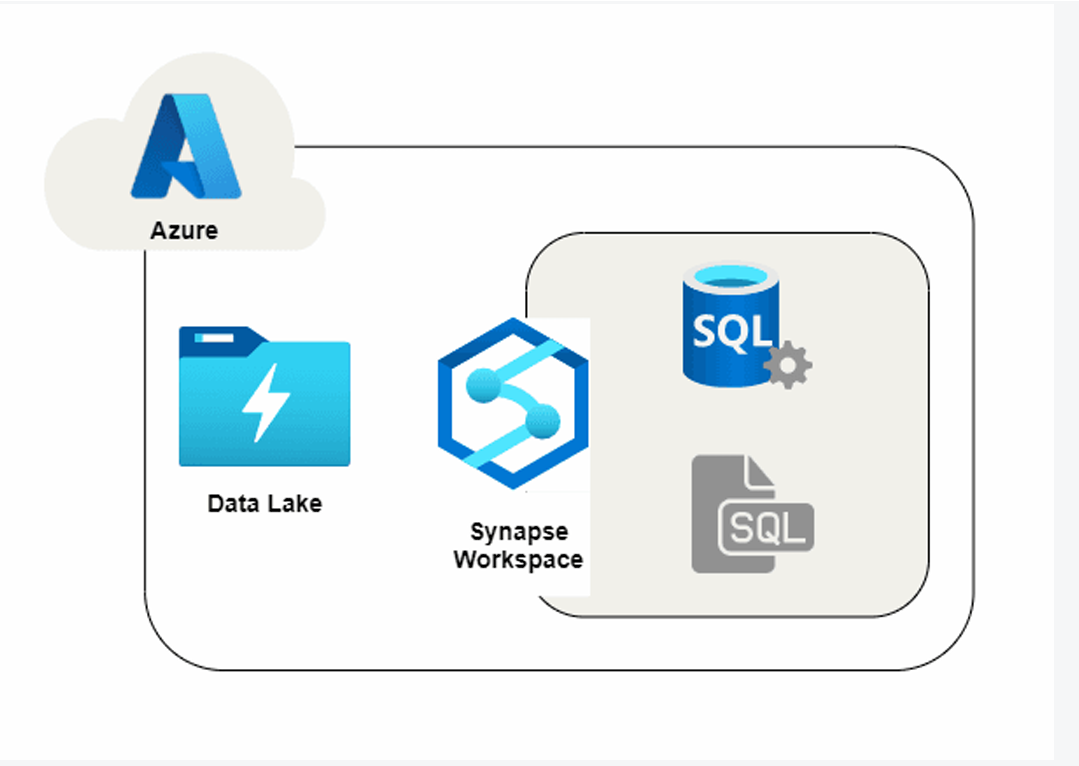 Azure
SQL
Data Lake
Synapse
Workspace
SQL